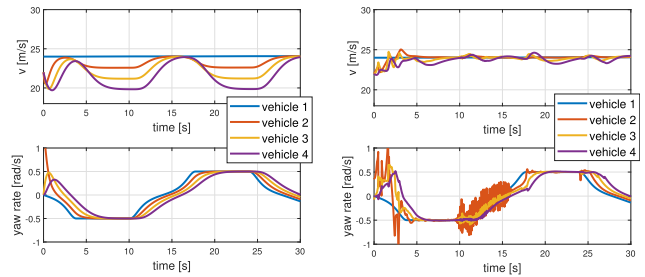 30
25
20
v [m/s]
0 5 10 15 20 25 30
time [s]
vehicle 1
vehicle 2
vehicle 3
vehicle 4
1
0.5
0
-0.5
-1
yaw rate [rad/s]
0 5 10 15 20 25 30
time [s]
30
25
20
v [m/s]
0 5 10 15 20 25 30
time [s]
vehicle 1
vehicle 2
vehicle 3
vehicle 4
1
0.5
0
-0.5
-1
yaw rate [rad/s]
0 5 10 15 20 25 30
time [s]